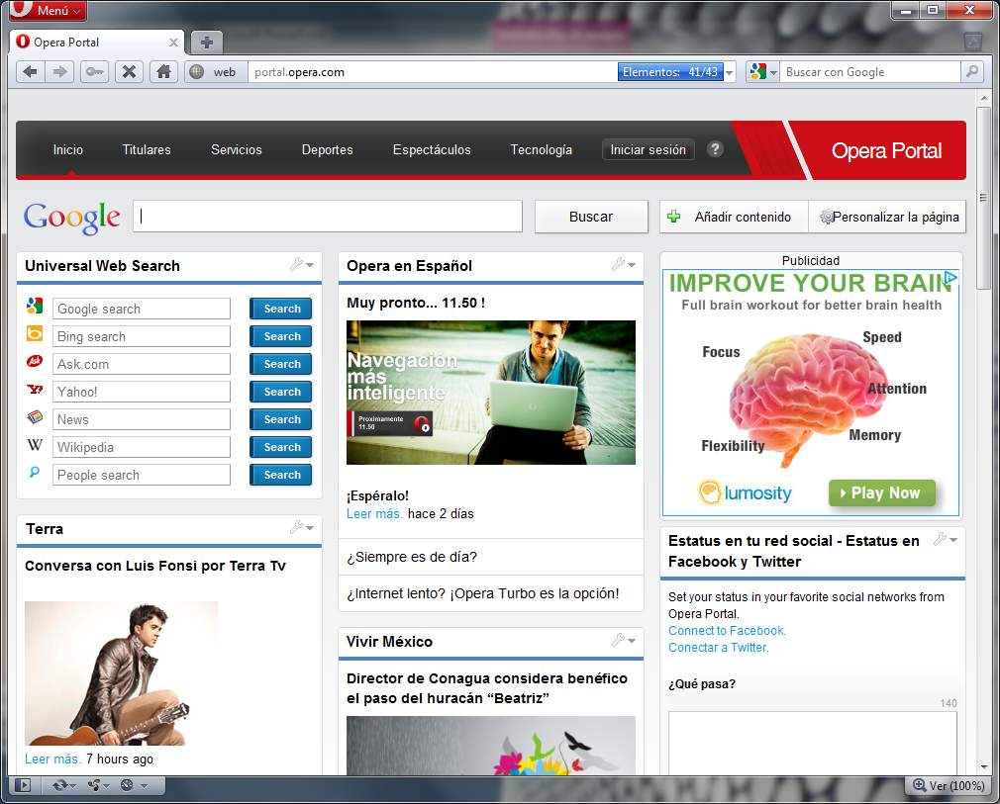 Menú
Opera Portal
web
portal.opera.com
Elementos: 41/43
Buscar con Google
Inicio
Titulares
Servicios
Deportes
Espectáculos
Tecnología
Iniciar sesión
?
Opera Portal
Google
Buscar
Añadir contenido
Personalizar la página
Universal Web Search
Google search
Search
Bing search
Search
Ask.com
Search
Yahoo!
Search
News
Search
Wikipedia
Search
People search
Search
Terra
Conversa con Luis Fonsi por Terra Tv
Leer más. 7 hours ago
Opera en Español
Muy pronto... 11.50 !
Navegación
más
inteligente
Proximamente
11.50
¡Espéralo!
Leer más. hace 2 días
¿Siempre es de día?
¿Internet lento? ¡Opera Turbo es la opción!
Vivir México
Director de Conagua considera benéfico
el paso del huracán “Beatriz”
Publicidad
IMPROVE YOUR BRAIN
Full brain workout for better brain health
Speed
Focus
Attention
Memory
Flexibility
lumosity
Play Now
Estatus en tu red social - Estatus en
Facebook y Twitter
Set your status in your favorite social networks from
Opera Portal.
Connect to Facebook.
Conectar a Twitter.
¿Qué pasa?
140
Ver (100%)